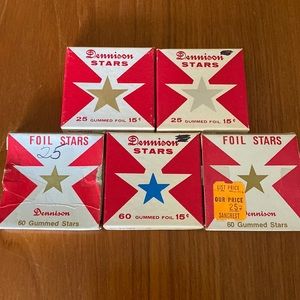 Dennison
STARS
25 GUMMED FOIL 15¢
Dennison
STARS
25 GUMMED FOIL 15¢
FOIL STARS
25
Dennison
60 Gummed Stars
Dennison
STARS
60 GUMMED FOIL 15¢
FOIL STARS
LIST PRICE
OUR PRICE
25¢
SANCREST
60 Gummed Stars